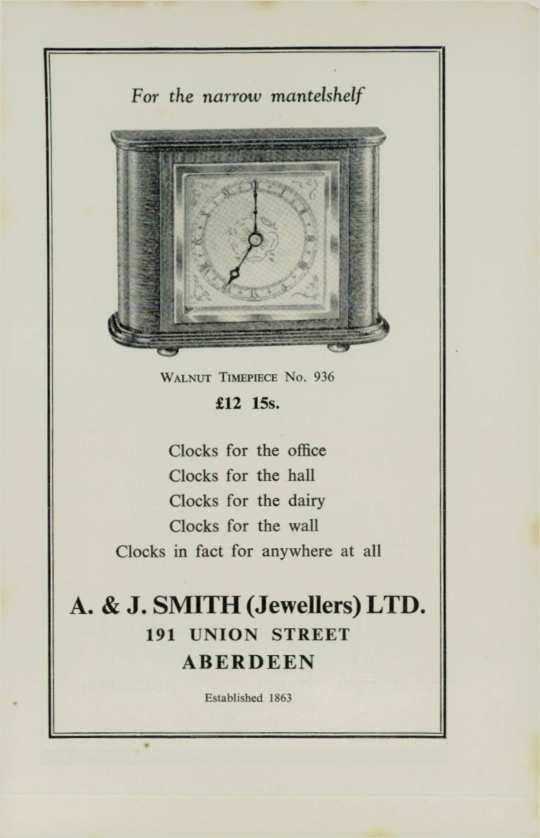 For the narrow mantelshelf
WALNUT TIMEPIECE No. 936
£12 15s.
Clocks for the office
Clocks for the hall
Clocks for the dairy
Clocks for the wall
Clocks in fact for anywhere at all
A. & J. SMITH (Jewellers) LTD.
191 UNION STREET
ABERDEEN
Established 1863